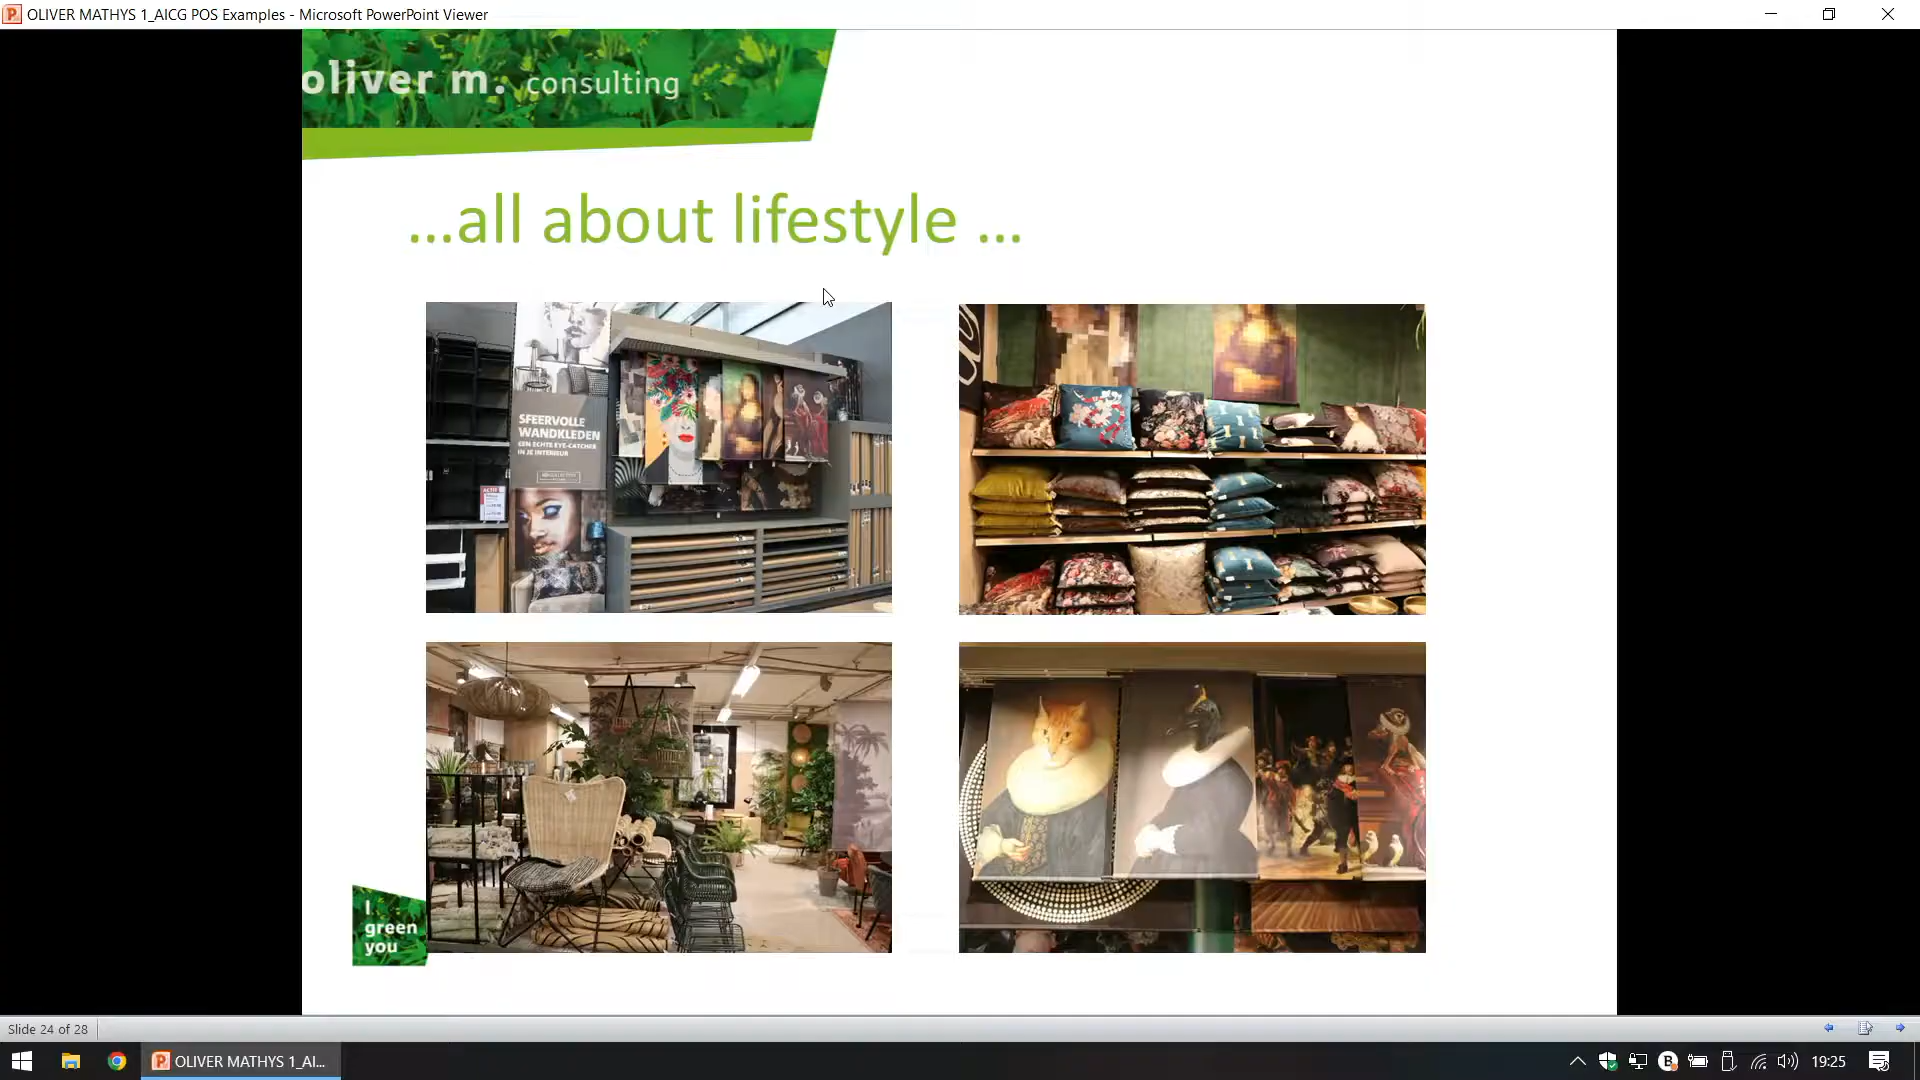 OLIVER MATHYS 1_AICG POS Examples - Microsoft PowerPoint Viewer
oliver m. consulting
...all about lifestyle ...
SFEERVOLLE
WANDKLEDEN
EEN ECHTE EYE-CATCHER
IN JE INTERIEUR
ACTIE
I
green
you
Slide 24 of 28
OLIVER MATHYS 1_AI...
19:25